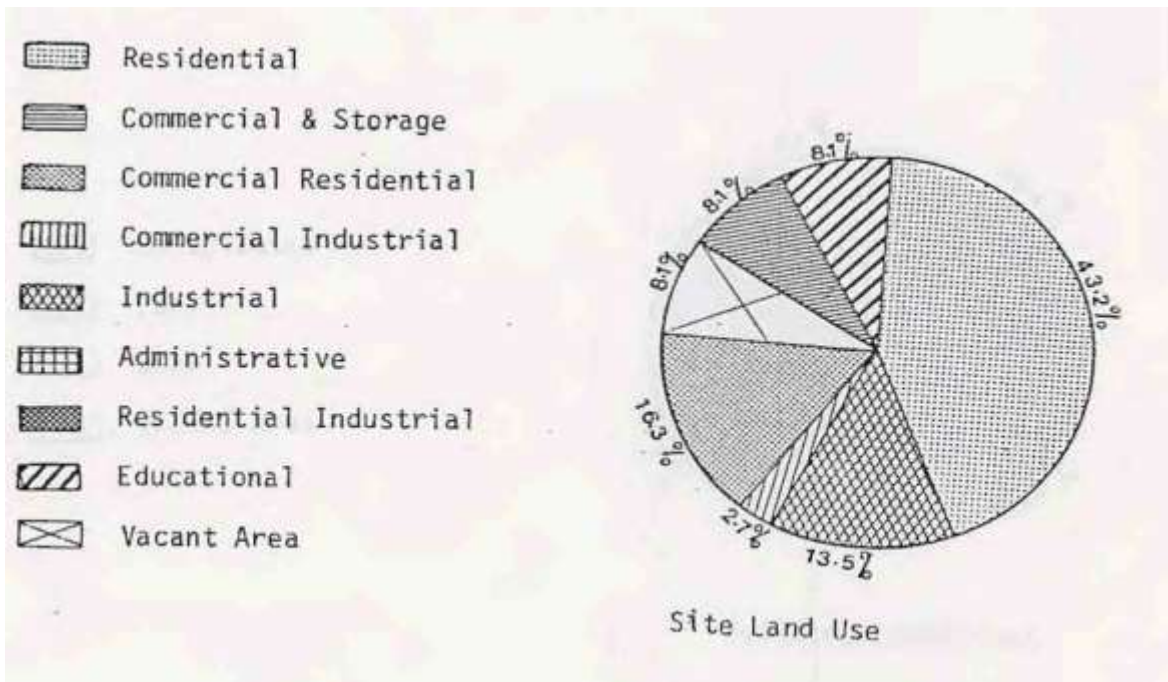 Residential
Commercial & Storage
Commercial Residential
Commercial Industrial
Industrial
Administrative
Residential Industrial
Educational
Vacant Area
8.1%
8.1%
8.1%
43.2%
16.3%
2.7%
13.5%
Site Land Use